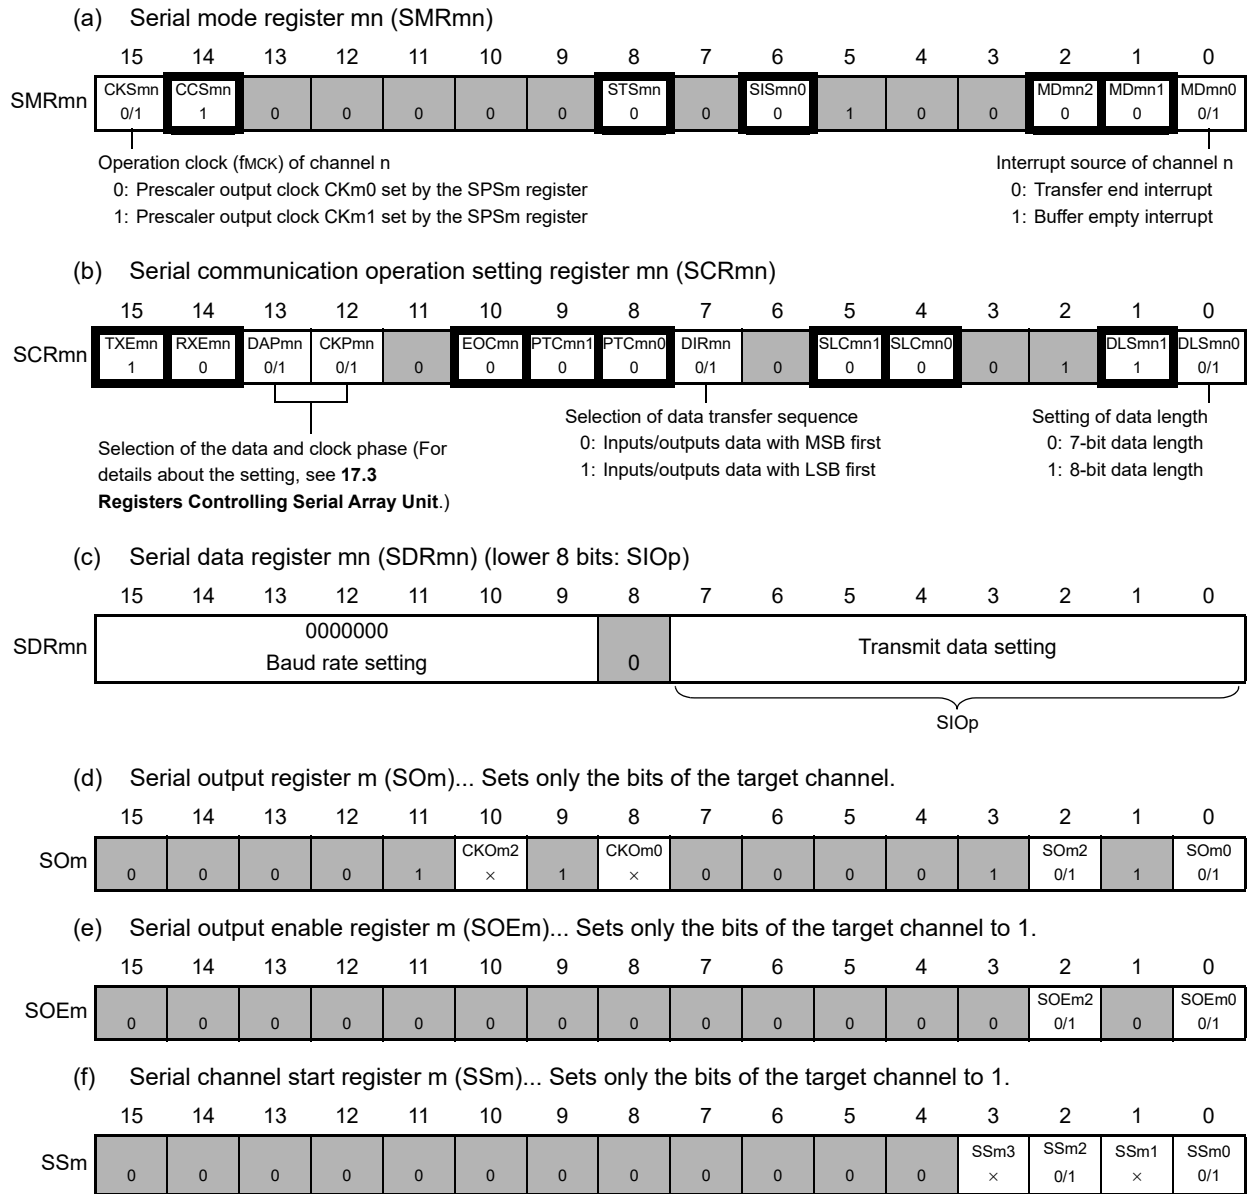 (a) Serial mode register mn (SMRmn)
15 14 13 12 11 10 9 8 7 6 5 4 3 2 1 0
SMRmn CKSmn CCSmn STSmn SISmn0 MDmn2 MDmn1 MDmn0
0/1 1 0 0 0 0 0 0 0 0 1 0 0 0 0 0/1
Operation clock (fMCK) of channel n Interrupt source of channel n
0: Prescaler output clock CKm0 set by the SPSm register 0: Transfer end interrupt
1: Prescaler output clock CKm1 set by the SPSm register 1: Buffer empty interrupt
(b) Serial communication operation setting register mn (SCRmn)
15 14 13 12 11 10 9 8 7 6 5 4 3 2 1 0
SCRmn TXEmn RXEmn DAPmn CKPmn EOCmn PTCmn1 PTCmn0 DIRmn SLCmn1 SLCmn0 DLSmn1 DLSmn0
1 0 0/1 0/1 0 0 0 0 0/1 0 0 0 0 1 1 0/1
Selection of data transfer sequence Setting of data length
0: Inputs/outputs data with MSB first 0: 7-bit data length
1: Inputs/outputs data with LSB first 1: 8-bit data length
Selection of the data and clock phase (For
details about the setting, see 17.3
Registers Controlling Serial Array Unit.)
(c) Serial data register mn (SDRmn) (lower 8 bits: SIOp)
15 14 13 12 11 10 9 8 7 6 5 4 3 2 1 0
SDRmn 0000000 Transmit data setting
Baud rate setting 0
SIOp
(d) Serial output register m (SOm)... Sets only the bits of the target channel.
15 14 13 12 11 10 9 8 7 6 5 4 3 2 1 0
SOm CKOm2 CKOm0 SOm2 SOm0
0 0 0 0 1 × 1 × 0 0 0 0 1 0/1 1 0/1
(e) Serial output enable register m (SOEm)... Sets only the bits of the target channel to 1.
15 14 13 12 11 10 9 8 7 6 5 4 3 2 1 0
SOEm SOEm2 SOEm0
0 0 0 0 0 0 0 0 0 0 0 0 0 0/1 0 0/1
(f) Serial channel start register m (SSm)... Sets only the bits of the target channel to 1.
15 14 13 12 11 10 9 8 7 6 5 4 3 2 1 0
SSm SSm3 SSm2 SSm1 SSm0
0 0 0 0 0 0 0 0 0 0 0 0 × 0/1 × 0/1